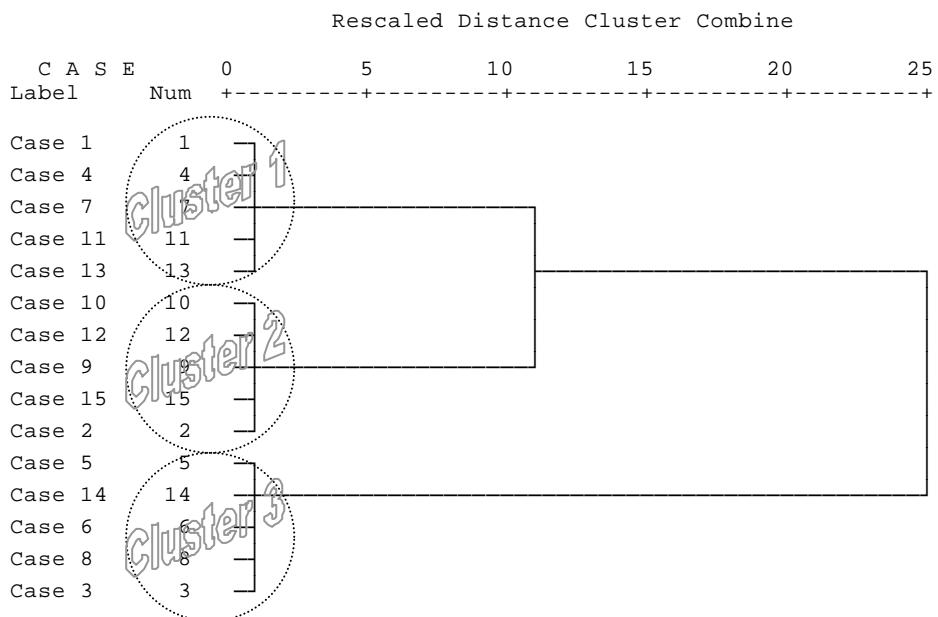 Rescaled Distance Cluster Combine
C A S E 0 5 10 15 20 25
Label Num +---------+---------+---------+---------+---------+
Case 1 1
Case 4 4
Case 7 7
Case 11 11
Case 13 13
Case 10 10
Case 12 12
Case 9 9
Case 15 15
Case 2 2
Case 5 5
Case 14 14
Case 6 6
Case 8 8
Case 3 3
Cluster 1
Cluster 2
Cluster 3